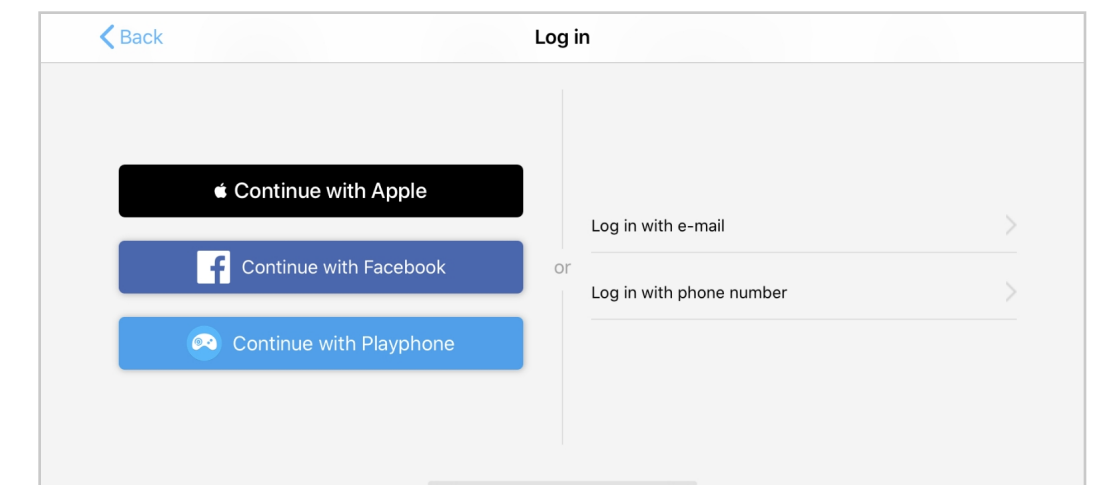 Back
Log in
Continue with Apple
Continue with Facebook
Continue with Playphone
or
Log in with e-mail
Log in with phone number